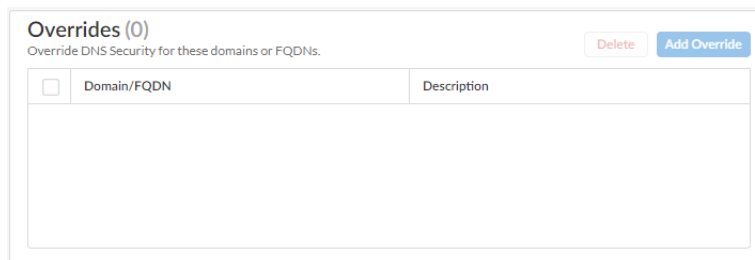 Overrides (0)
Override DNS Security for these domains or FQDNs.
Delete
Add Override
Domain/FQDN
Description